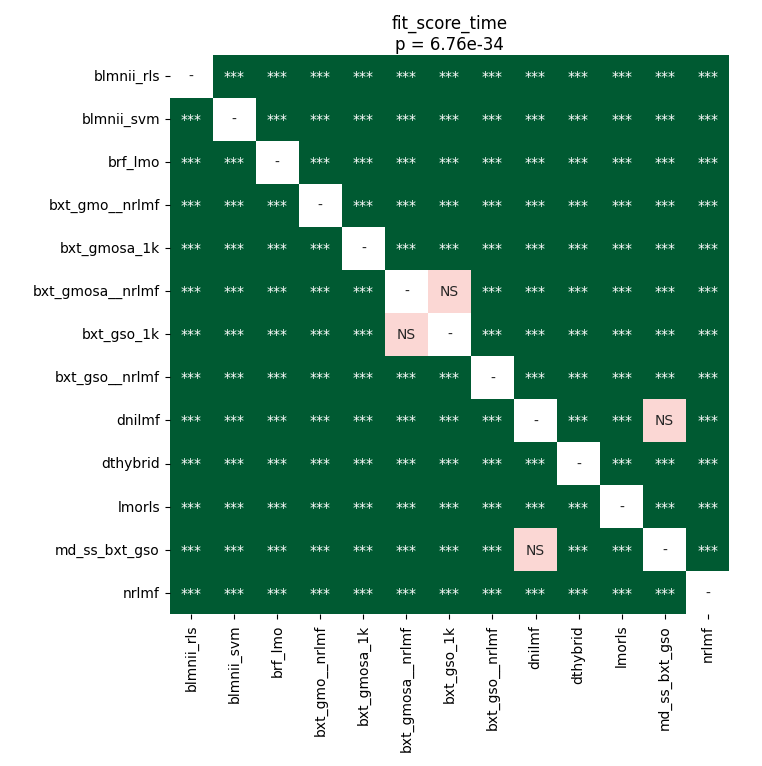 fit_score_time
p = 6.76e-34
blmnii_rls - *** *** *** *** *** *** *** *** *** *** *** ***
blmnii_svm *** - *** *** *** *** *** *** *** *** *** *** ***
brf_lmo *** *** - *** *** *** *** *** *** *** *** *** ***
bxt_gmo__nrlmf *** *** *** - *** *** *** *** *** *** *** *** ***
bxt_gmosa_1k *** *** *** *** - *** *** *** *** *** *** *** ***
bxt_gmosa__nrlmf *** *** *** *** *** - NS *** *** *** *** *** ***
bxt_gso_1k *** *** *** *** *** NS - *** *** *** *** *** ***
bxt_gso__nrlmf *** *** *** *** *** *** *** - *** *** *** *** ***
dnilmf *** *** *** *** *** *** *** *** - *** *** NS ***
dthybrid *** *** *** *** *** *** *** *** *** - *** *** ***
lmorls *** *** *** *** *** *** *** *** *** *** - *** ***
md_ss_bxt_gso *** *** *** *** *** *** *** *** NS *** *** - ***
nrlmf *** *** *** *** *** *** *** *** *** *** *** *** -
blmnii_rls
blmnii_svm
brf_lmo
bxt_gmo__nrlmf
bxt_gmosa_1k
bxt_gmosa__nrlmf
bxt_gso_1k
bxt_gso__nrlmf
dnilmf
dthybrid
lmorls
md_ss_bxt_gso
nrlmf